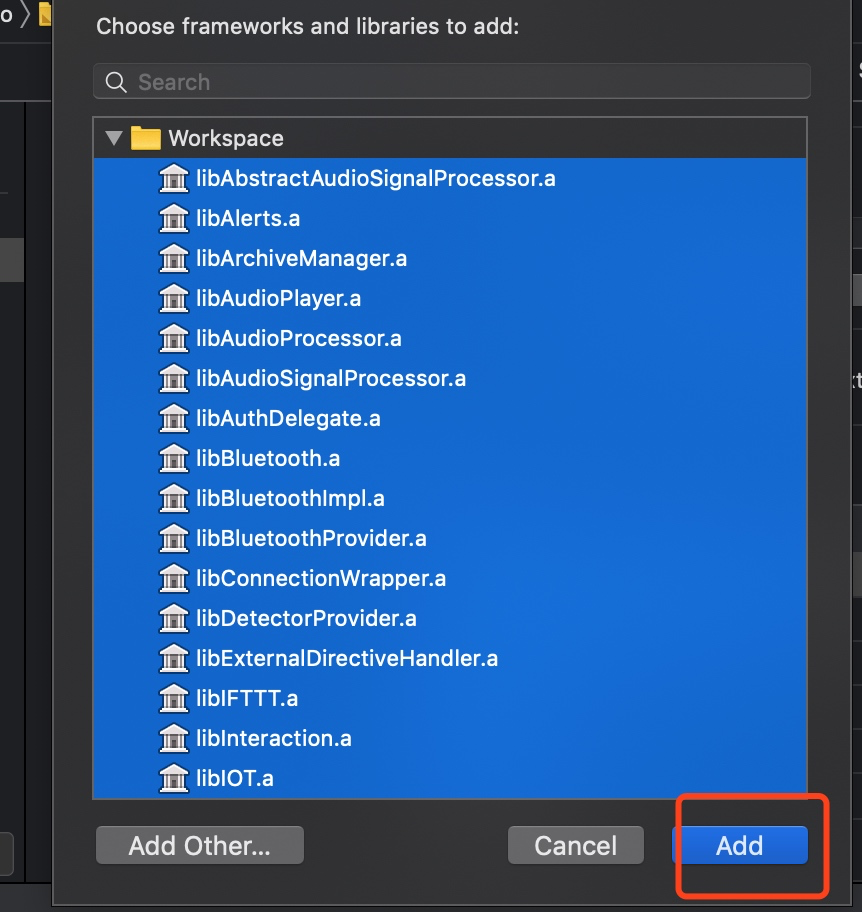 o
Choose frameworks and libraries to add:
Search
Workspace
libAbstractAudioSignalProcessor.a
libAlerts.a
libArchiveManager.a
libAudioPlayer.a
libAudioProcessor.a
libAudioSignalProcessor.a
libAuthDelegate.a
libBluetooth.a
libBluetoothImpl.a
libBluetoothProvider.a
libConnectionWrapper.a
libDetectorProvider.a
libExternalDirectiveHandler.a
libIFTTT.a
libInteraction.a
libIOT.a
Add Other...
Cancel
Add